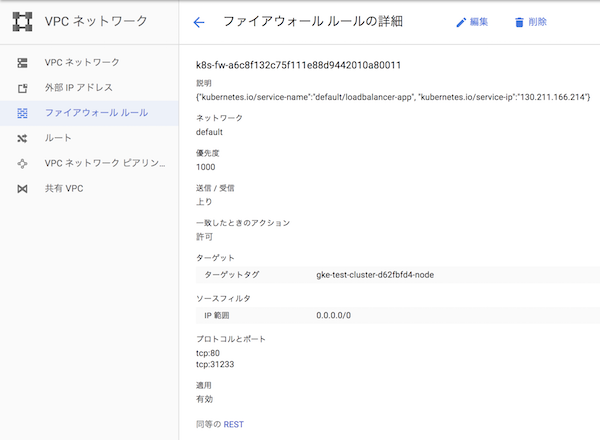 VPC ネットワーク
ファイアウォール ルールの詳細
編集
削除
VPC ネットワーク
外部 IP アドレス
ファイアウォール ルール
ルート
VPC ネットワーク ピアリン...
共有 VPC
k8s-fw-a6c8f132c75f111e88d9442010a80011
説明
{"kubernetes.io/service-name":"default/loadbalancer-app", "kubernetes.io/service-ip":"130.211.166.214"}
ネットワーク
default
優先度
1000
送信 / 受信
上り
一致したときのアクション
許可
ターゲット
ターゲットタグ gke-test-cluster-d62fbfd4-node
ソースフィルタ
IP 範囲 0.0.0.0/0
プロトコルとポート
tcp:80
tcp:31233
適用
有効
同等の REST